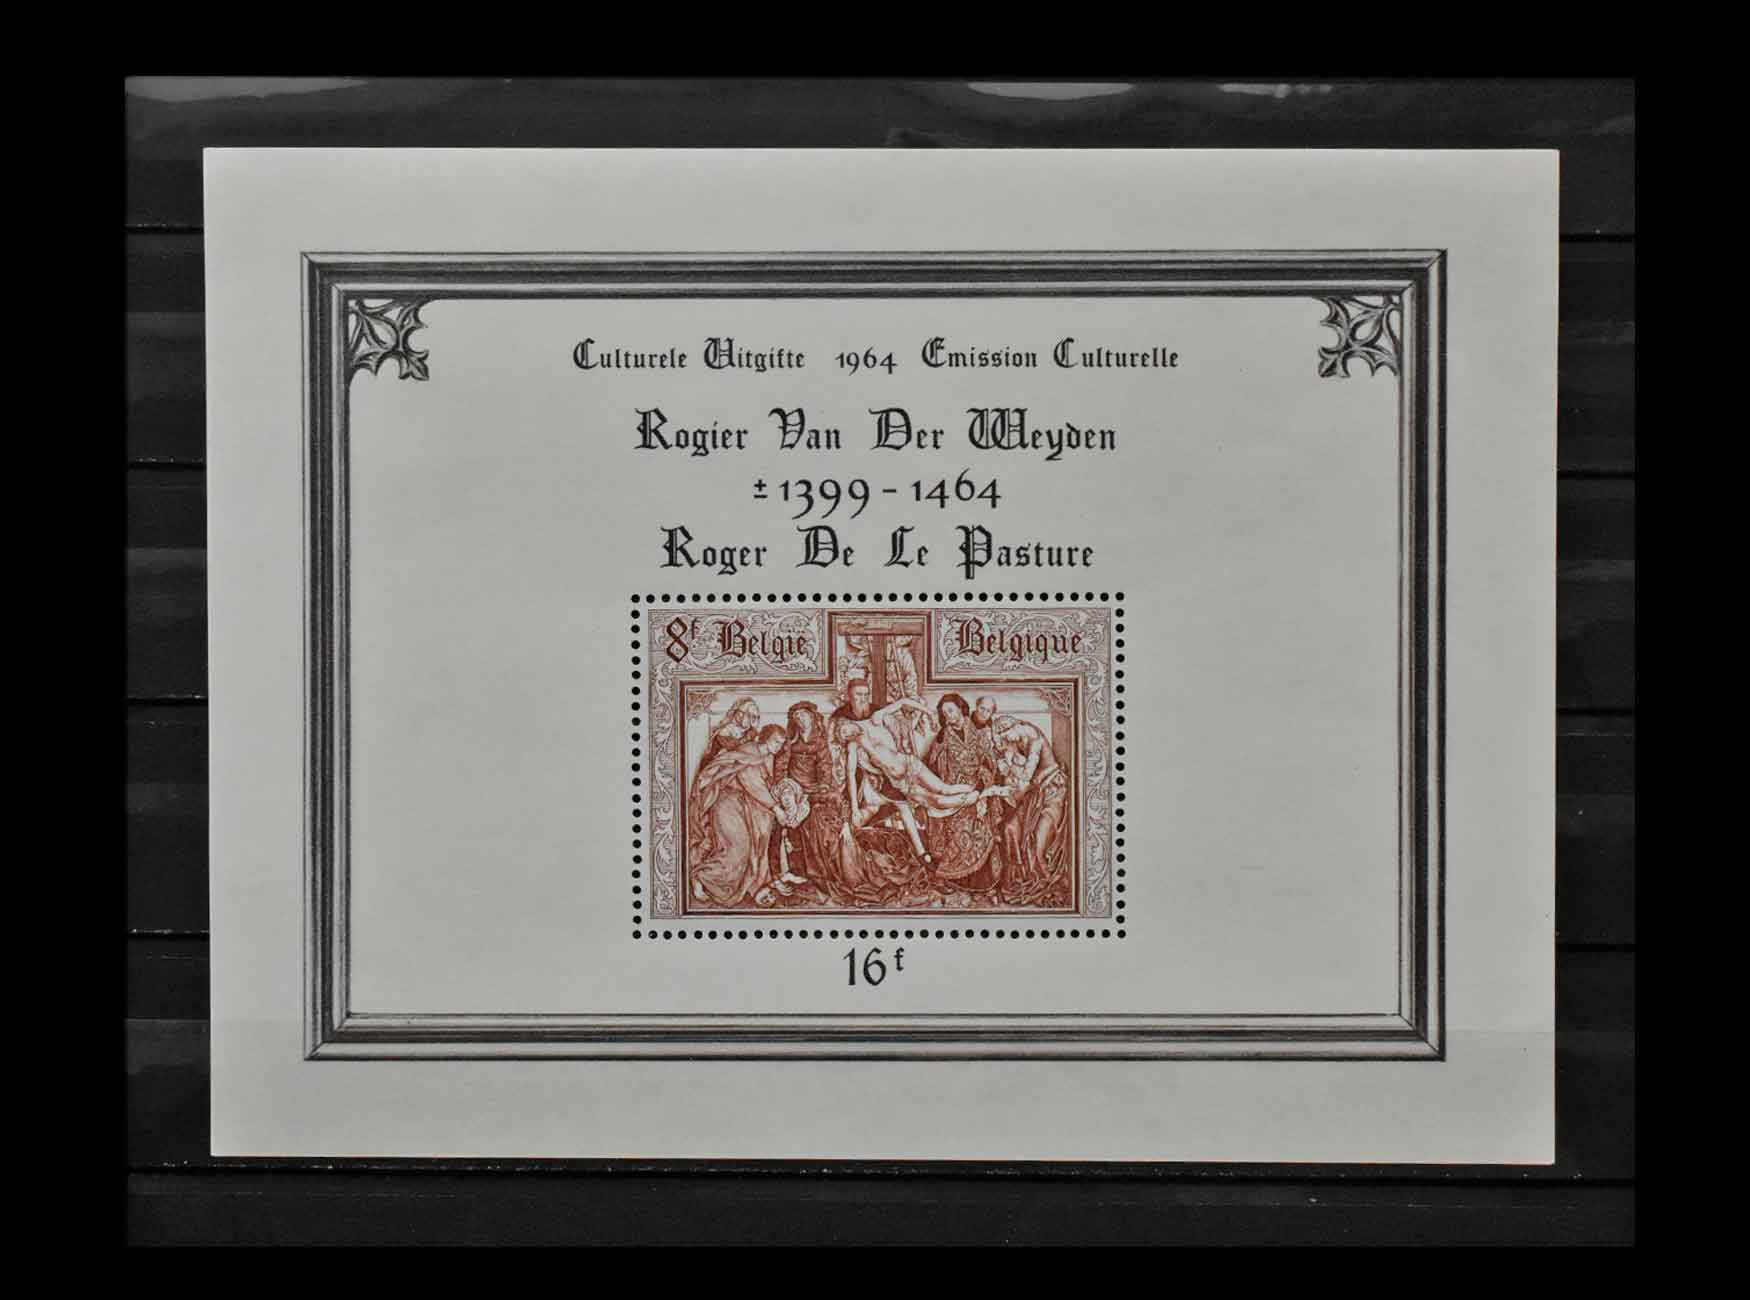 Culturele Uitgifte 1964 Emission Culturelle
Rogier Van Der Weyden
± 1399 - 1464
Roger De Le Pasture
8f België Belgique
16f